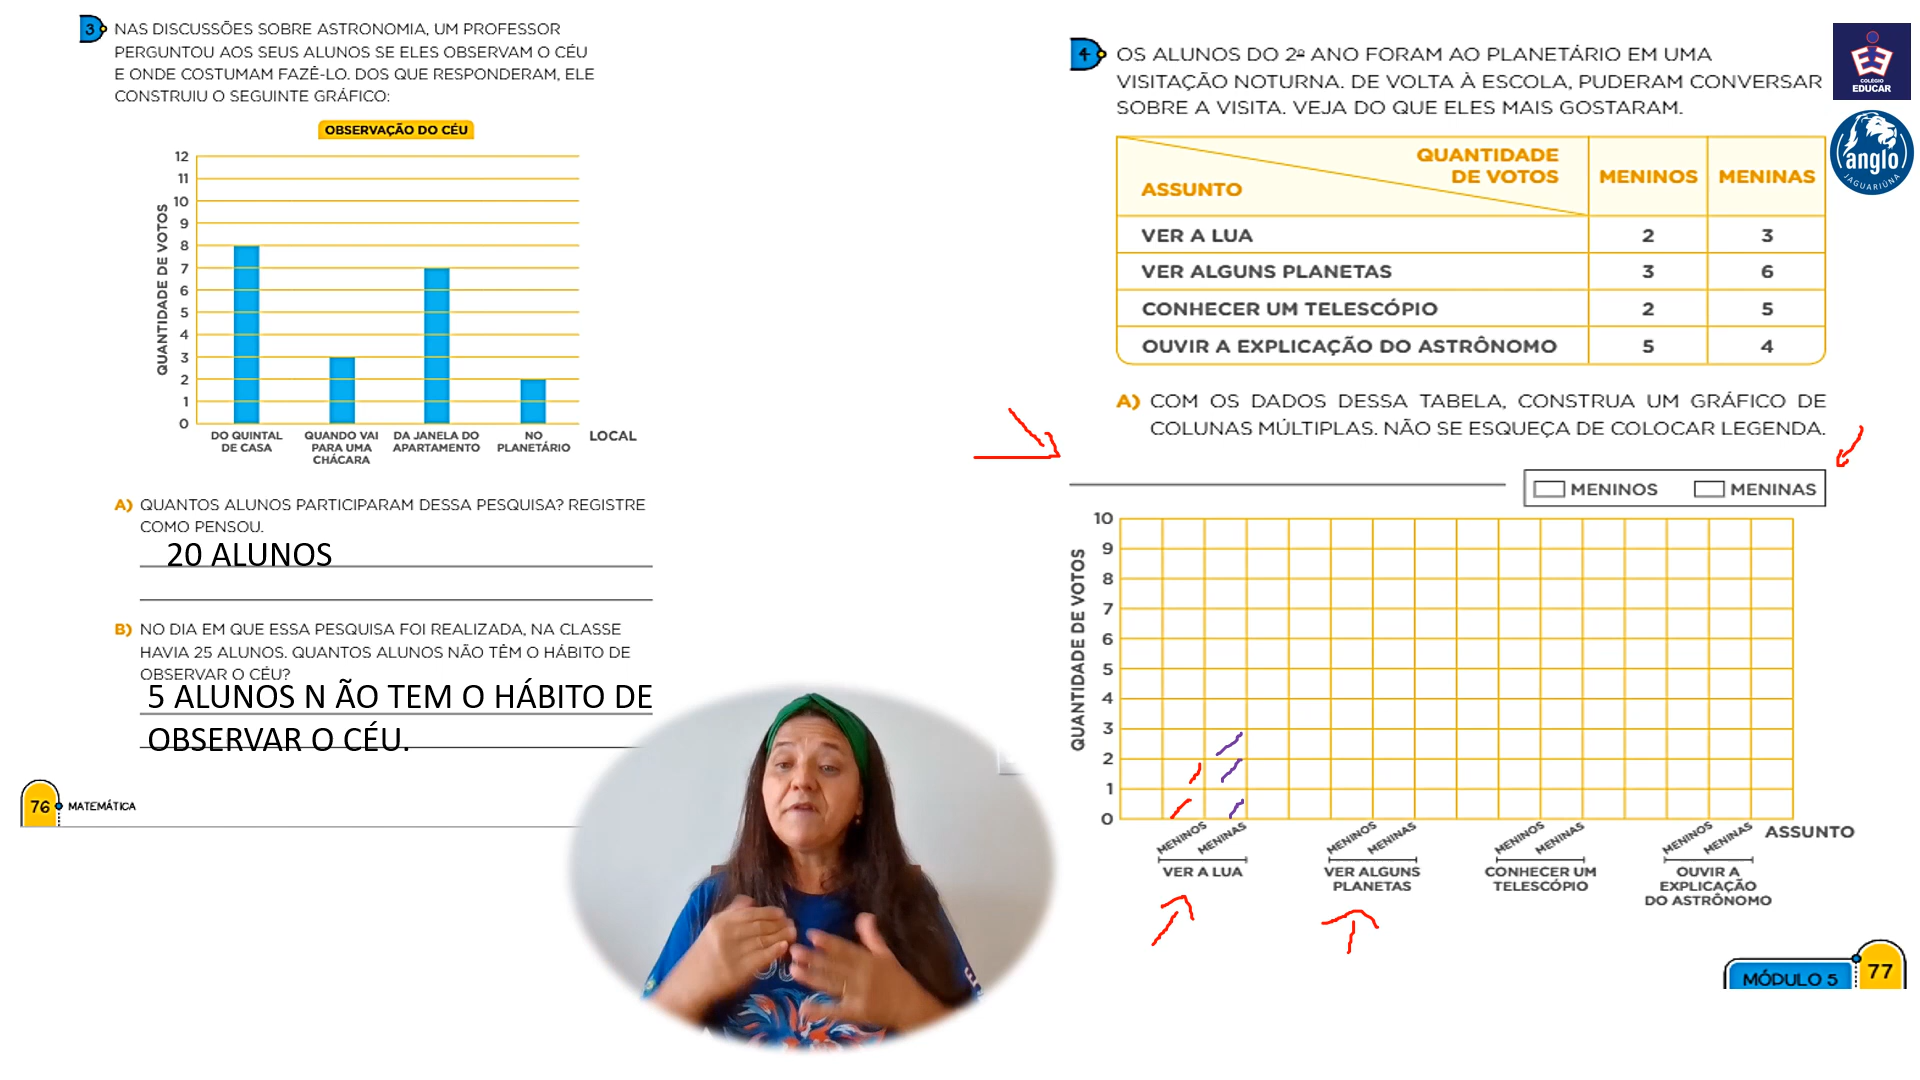 3
NAS DISCUSSÕES SOBRE ASTRONOMIA, UM PROFESSOR
PERGUNTOU AOS SEUS ALUNOS SE ELES OBSERVAM O CÉU
E ONDE COSTUMAM FAZÊ-LO. DOS QUE RESPONDERAM, ELE
CONSTRUIU O SEGUINTE GRÁFICO:
OBSERVAÇÃO DO CÉU
QUANTIDADE DE VOTOS
12
11
10
9
8
7
6
5
4
3
2
1
0
DO QUINTAL
DE CASA
QUANDO VAI
PARA UMA
CHÁCARA
DA JANELA DO
APARTAMENTO
NO
PLANETÁRIO
LOCAL
A) QUANTOS ALUNOS PARTICIPARAM DESSA PESQUISA? REGISTRE
COMO PENSOU.
20 ALUNOS
B) NO DIA EM QUE ESSA PESQUISA FOI REALIZADA, NA CLASSE
HAVIA 25 ALUNOS. QUANTOS ALUNOS NÃO TÊM O HÁBITO DE
OBSERVAR O CÉU?
5 ALUNOS N ÃO TEM O HÁBITO DE
OBSERVAR O CÉU.
76 MATEMÁTICA
4
OS ALUNOS DO 2º ANO FORAM AO PLANETÁRIO EM UMA
VISITAÇÃO NOTURNA. DE VOLTA À ESCOLA, PUDERAM CONVERSAR
SOBRE A VISITA. VEJA DO QUE ELES MAIS GOSTARAM.
COLÉGIO
EDUCAR
anglo
JAGUARIÚNA
QUANTIDADE
DE VOTOS
ASSUNTO
MENINOS MENINAS
VER A LUA 2 3
VER ALGUNS PLANETAS 3 6
CONHECER UM TELESCÓPIO 2 5
OUVIR A EXPLICAÇÃO DO ASTRÔNOMO 5 4
A) COM OS DADOS DESSA TABELA, CONSTRUA UM GRÁFICO DE
COLUNAS MÚLTIPLAS. NÃO SE ESQUEÇA DE COLOCAR LEGENDA.
MENINOS MENINAS
QUANTIDADE DE VOTOS
10
9
8
7
6
5
4
3
2
1
0
MENINOS MENINAS
VER A LUA
MENINOS MENINAS
VER ALGUNS
PLANETAS
MENINOS MENINAS
CONHECER UM
TELESCÓPIO
MENINOS MENINAS
OUVIR A
EXPLICAÇÃO
DO ASTRÔNOMO
ASSUNTO
MÓDULO 5 77